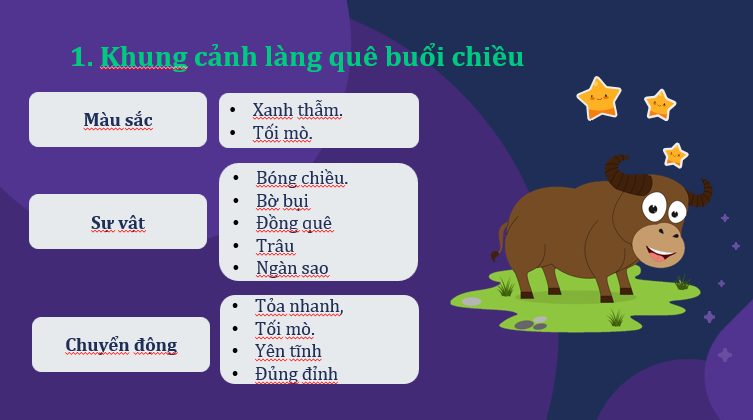 1. Khung cảnh làng quê buổi chiều
Màu sắc
• Xanh thẫm.
• Tối mò.
Sự vật
• Bóng chiều.
• Bờ bụi
• Đồng quê
• Trâu
• Ngàn sao
Chuyển động
• Tỏa nhanh,
• Tối mò.
• Yên tĩnh
• Đủng đỉnh